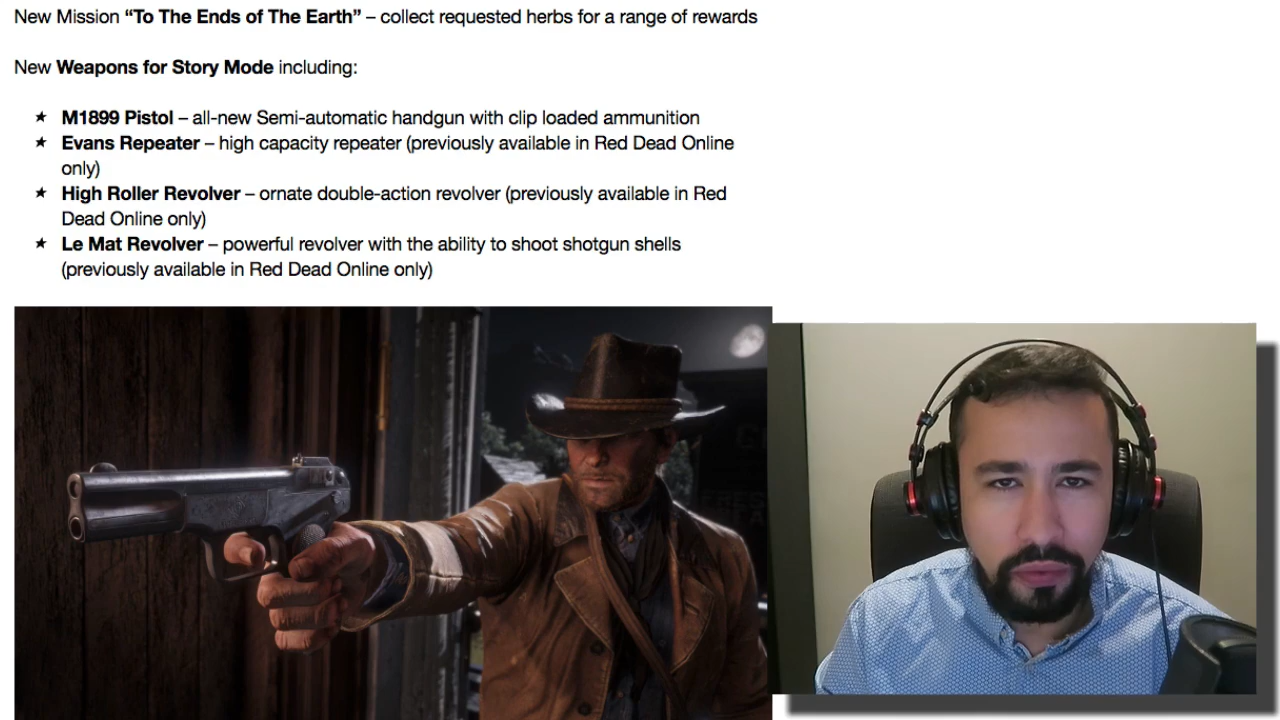 New Mission “To The Ends of The Earth” – collect requested herbs for a range of rewards
New Weapons for Story Mode including:
★ M1899 Pistol – all-new Semi-automatic handgun with clip loaded ammunition
★ Evans Repeater – high capacity repeater (previously available in Red Dead Online
only)
★ High Roller Revolver – ornate double-action revolver (previously available in Red
Dead Online only)
★ Le Mat Revolver – powerful revolver with the ability to shoot shotgun shells
(previously available in Red Dead Online only)